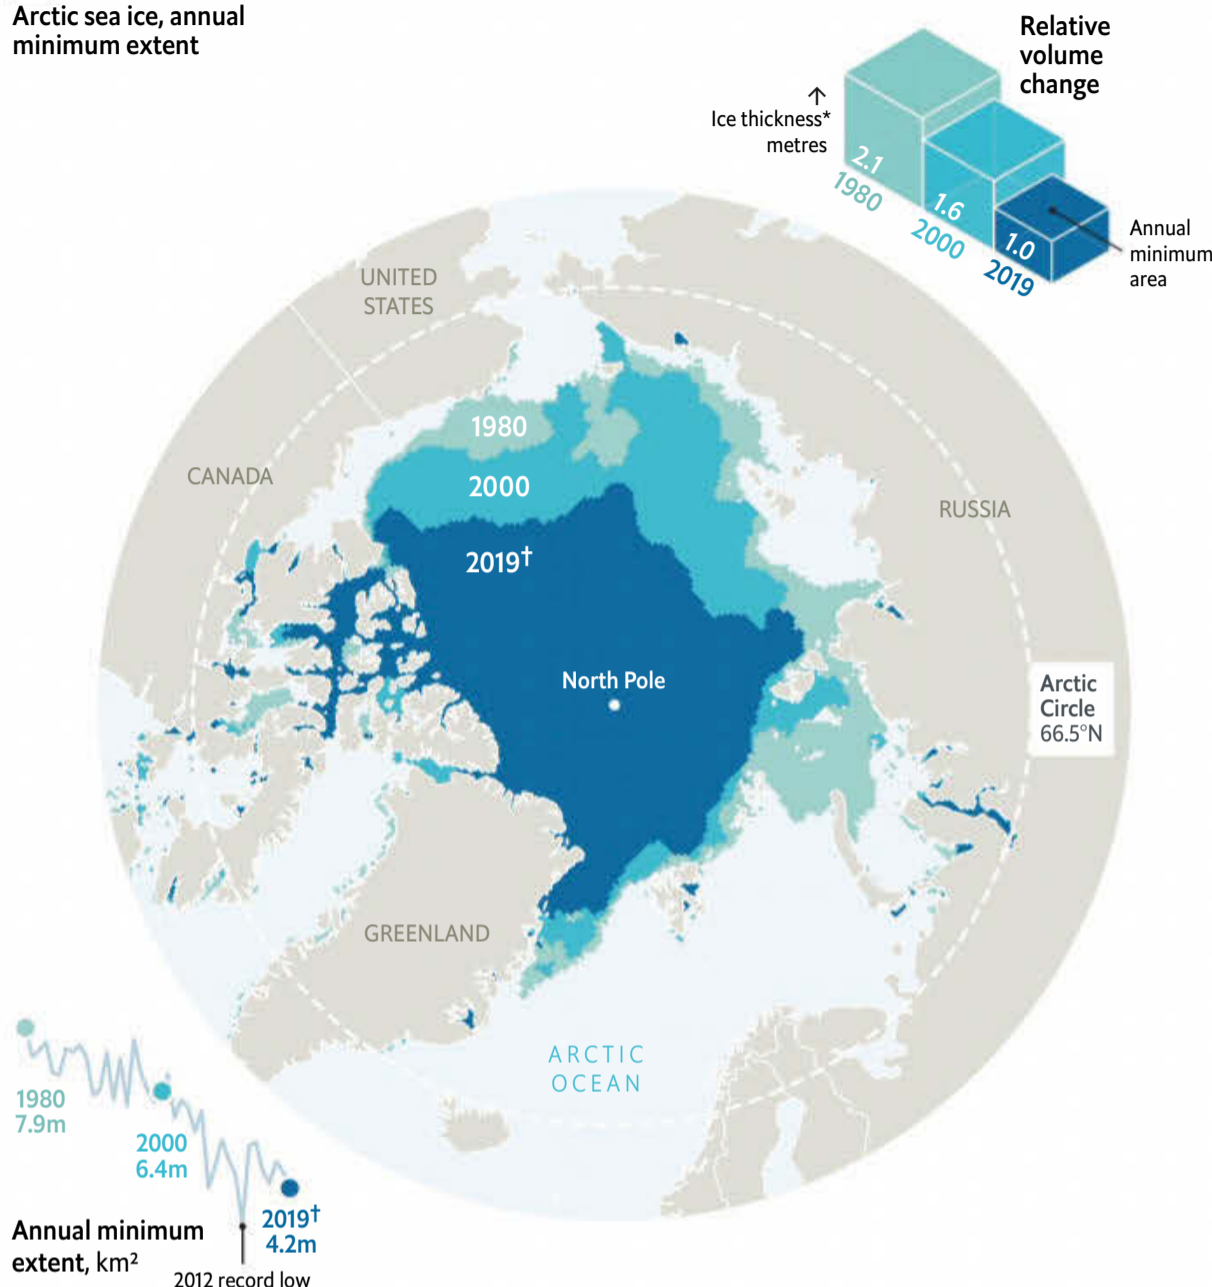 Arctic sea ice, annual
minimum extent
Relative
volume
change
↑
Ice thickness*
metres
2.1
1980
1.6
2000
1.0
2019
Annual
minimum
area
UNITED
STATES
CANADA
RUSSIA
1980
2000
2019†
North Pole
Arctic
Circle
66.5°N
GREENLAND
ARCTIC
OCEAN
1980
7.9m
2000
6.4m
2019†
4.2m
Annual minimum
extent, km²
2012 record low